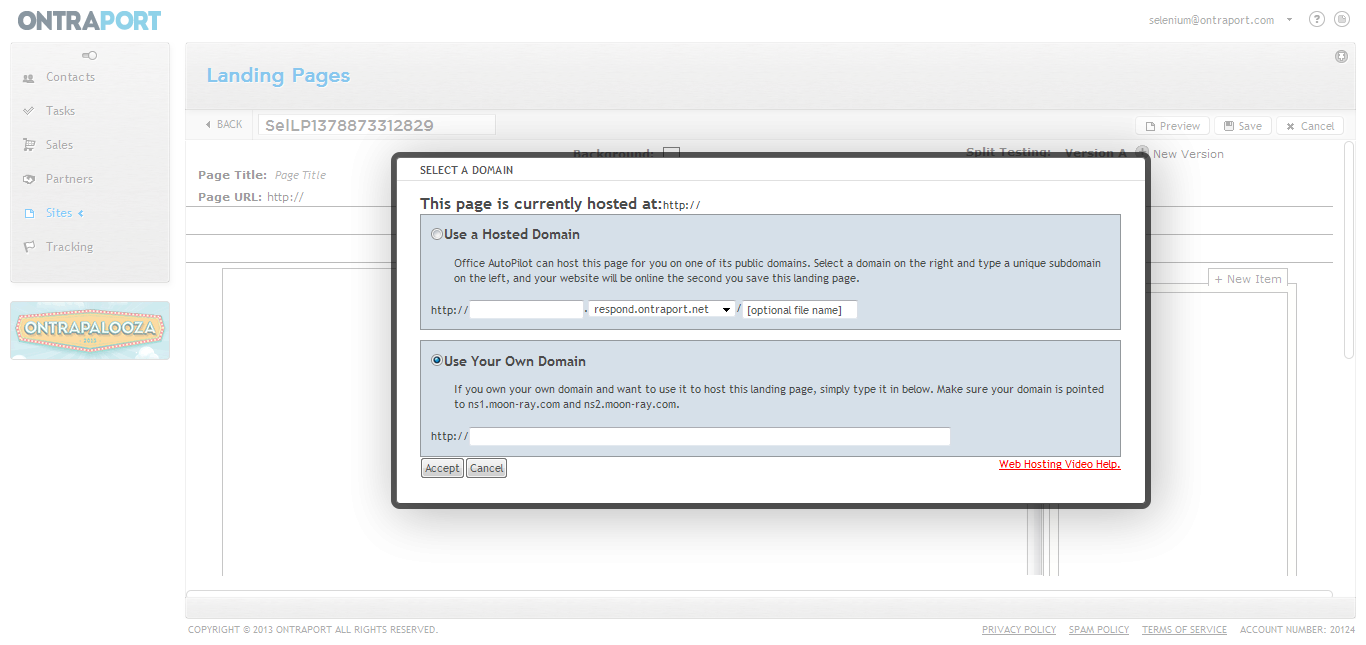 ONTRAPORT
selenium@ontraport.com
Contacts
Tasks
Sales
Partners
Sites
Tracking
ONTRAPALOOZA
Landing Pages
BACK
SelLP1378873312829
Preview
Save
Cancel
Background:
Split Testing: Version A
New Version
Page Title: Page Title
Page URL: http://
+ New Item
SELECT A DOMAIN
This page is currently hosted at:http://
Use a Hosted Domain
Office AutoPilot can host this page for you on one of its public domains. Select a domain on the right and type a unique subdomain
on the left, and your website will be online the second you save this landing page.
http:// . respond.ontraport.net / [optional file name]
Use Your Own Domain
If you own your own domain and want to use it to host this landing page, simply type it in below. Make sure your domain is pointed
to ns1.moon-ray.com and ns2.moon-ray.com.
http://
Accept
Cancel
Web Hosting Video Help.
COPYRIGHT © 2013 ONTRAPORT ALL RIGHTS RESERVED.
PRIVACY POLICY
SPAM POLICY
TERMS OF SERVICE
ACCOUNT NUMBER: 20124